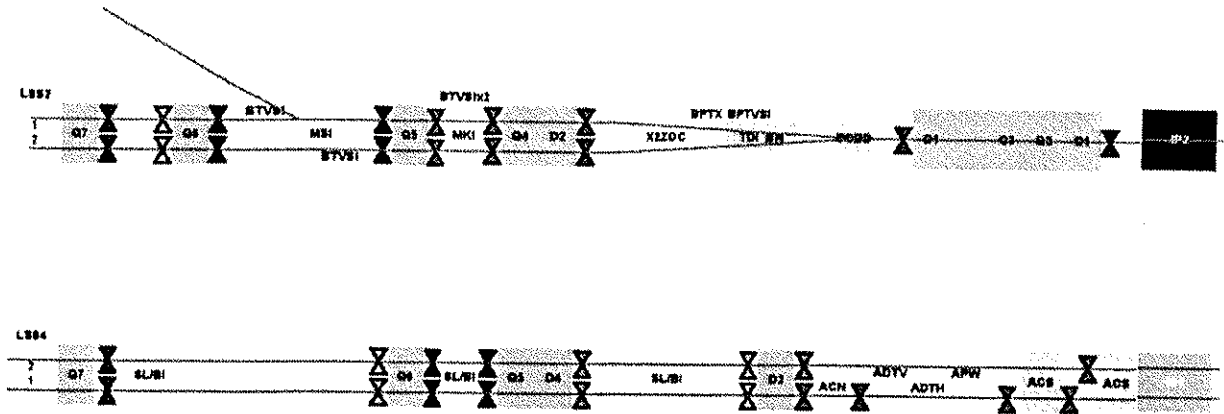 BTVSIx2
LSS2
BTVSI
BPTX BPTVSI
1
Q7 Q6 MSI Q5 MKI Q4 D2 X2ZDC TDI Q1 Q2 Q3 D1
2
BTVSI
LSS4
2
Q7 SL/BI Q6 SL/BI Q5 D4 SL/BI D3 ADTV APW ACS ACS
1
ACN ADTH